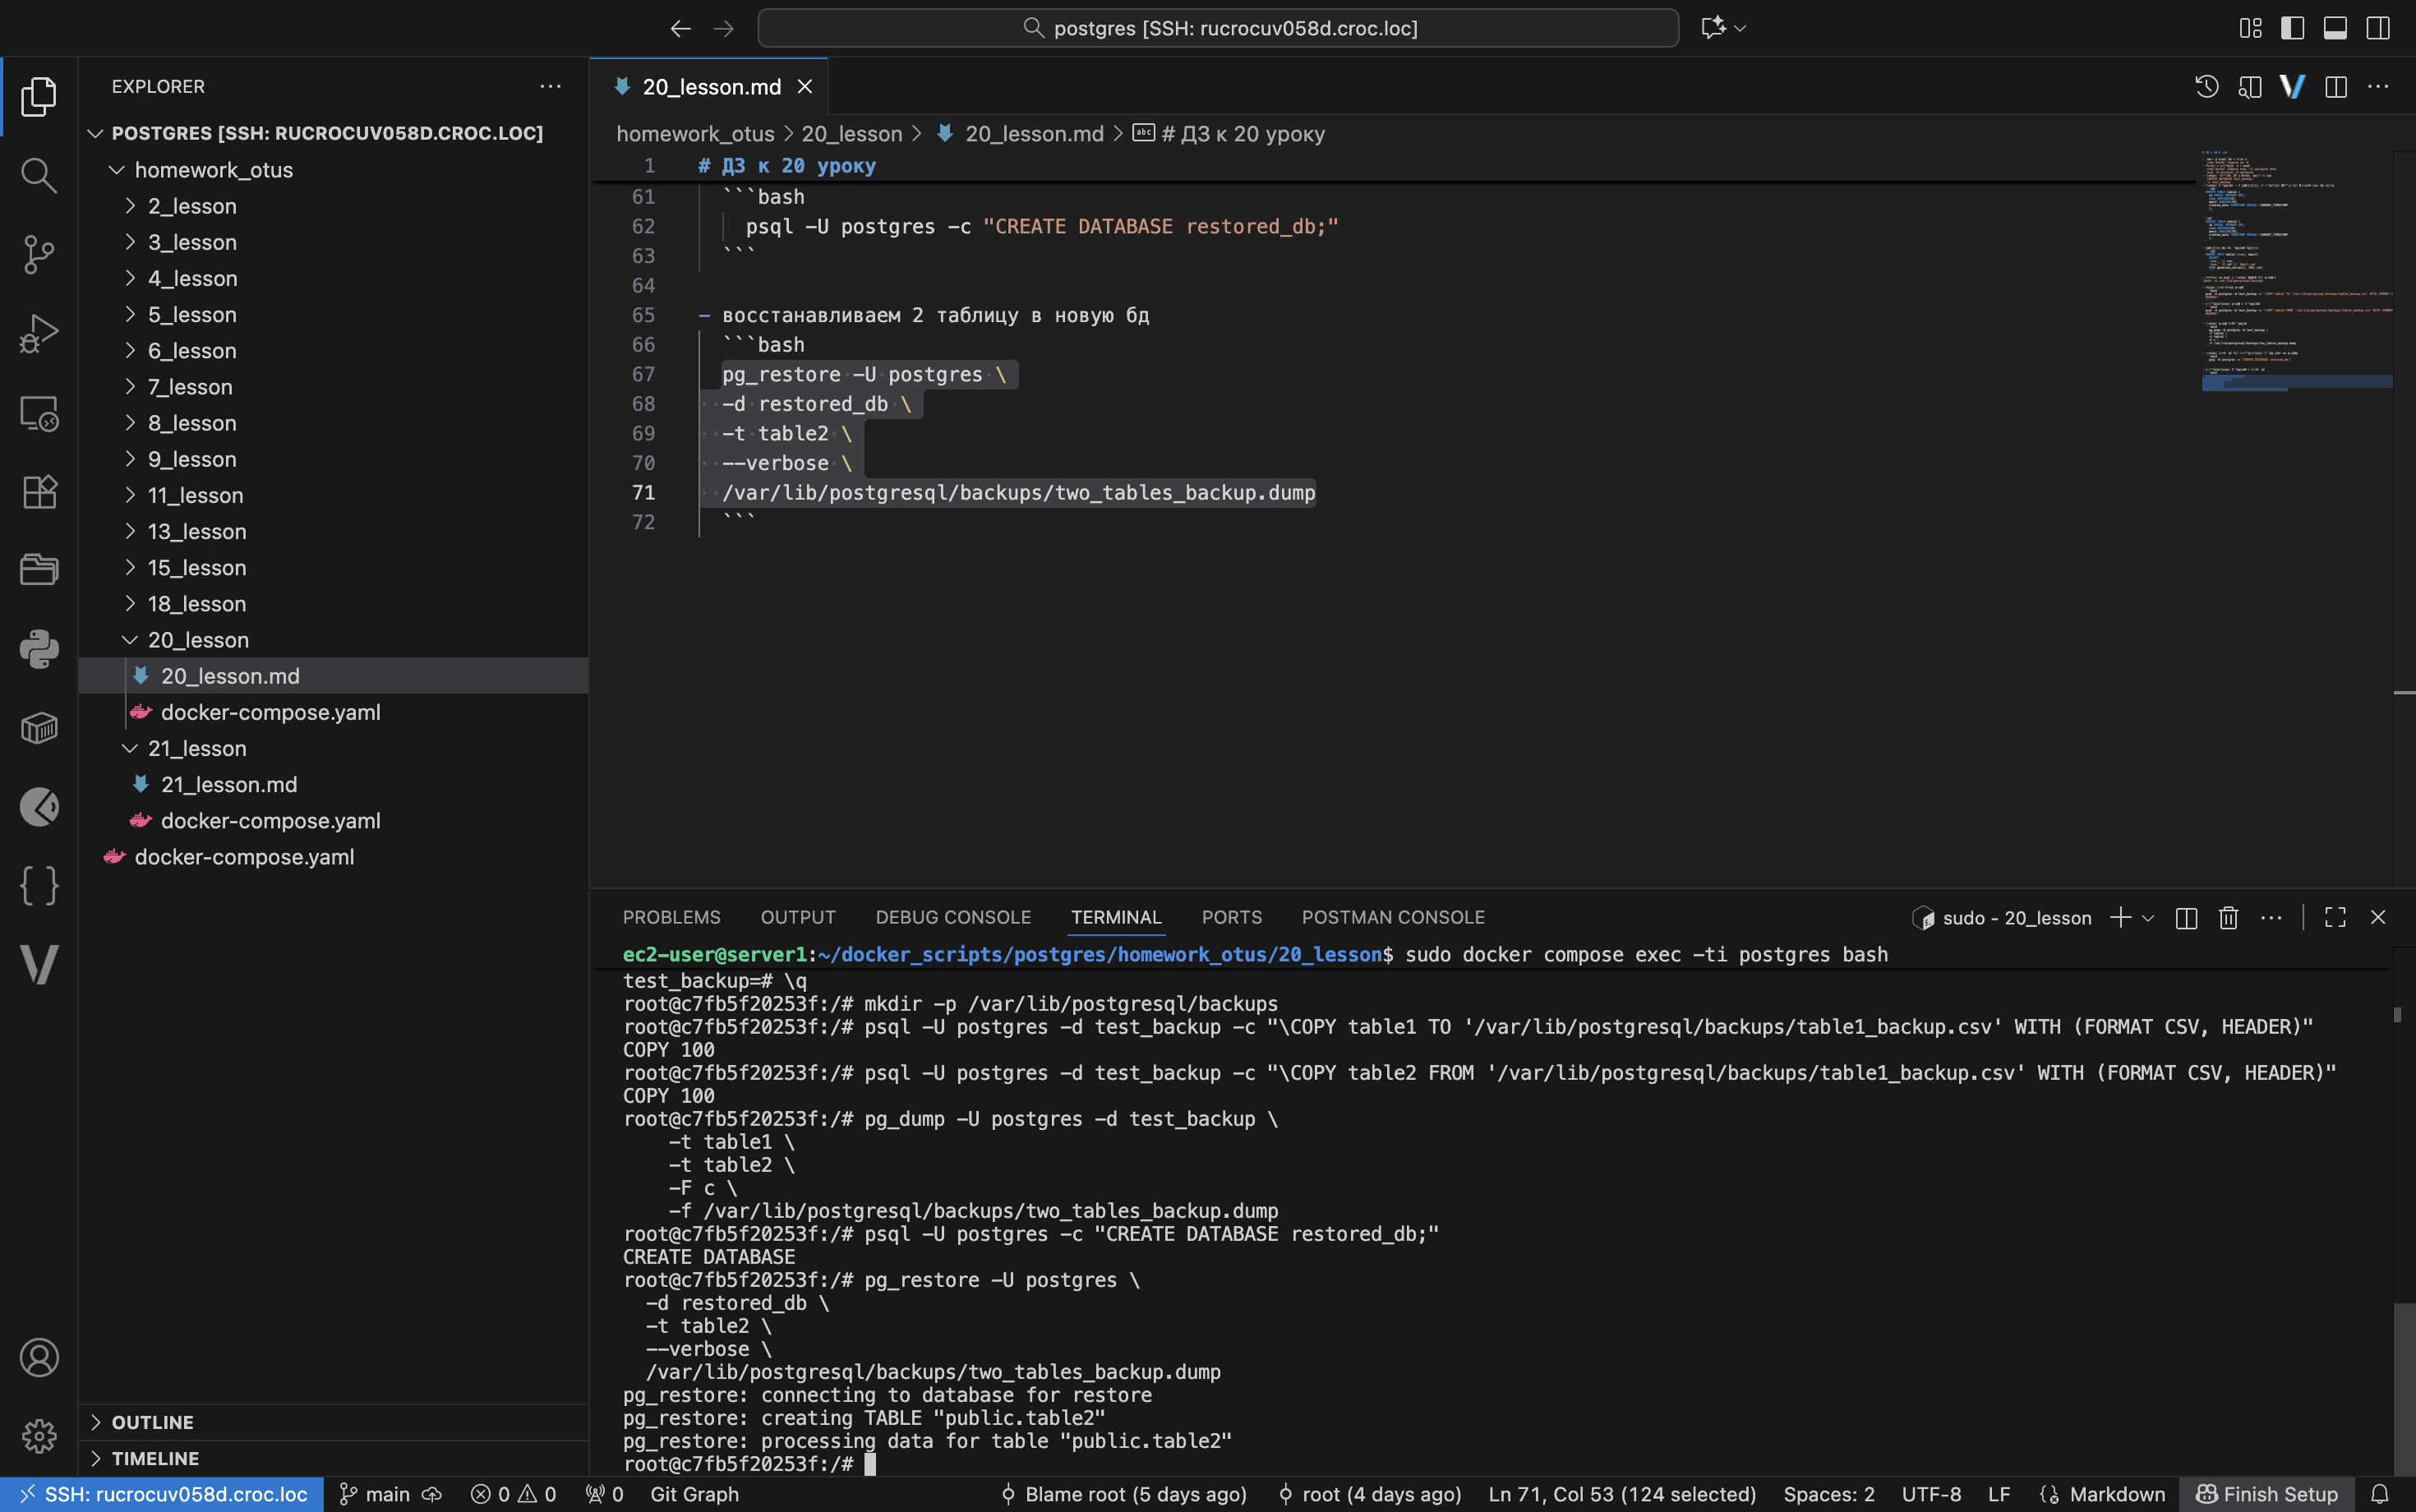 postgres [SSH: rucrocuv058d.croc.loc]
EXPLORER
POSTGRES [SSH: RUCROCUV058D.CROC.LOC]
homework_otus
2_lesson
3_lesson
4_lesson
5_lesson
6_lesson
7_lesson
8_lesson
9_lesson
11_lesson
13_lesson
15_lesson
18_lesson
20_lesson
20_lesson.md
docker-compose.yaml
21_lesson
21_lesson.md
docker-compose.yaml
docker-compose.yaml
OUTLINE
TIMELINE
20_lesson.md
homework_otus > 20_lesson > 20_lesson.md > abc # ДЗ к 20 уроку
1 # ДЗ к 20 уроку
61 ```bash
62 psql -U postgres -c "CREATE DATABASE restored_db;"
63 ```
64
65 - восстанавливаем 2 таблицу в новую бд
66 ```bash
67 pg_restore -U postgres \
68 -d restored_db \
69 -t table2 \
70 --verbose \
71 /var/lib/postgresql/backups/two_tables_backup.dump
72 ```
PROBLEMS OUTPUT DEBUG CONSOLE TERMINAL PORTS POSTMAN CONSOLE
sudo - 20_lesson
ec2-user@server1:~/docker_scripts/postgres/homework_otus/20_lesson$ sudo docker compose exec -ti postgres bash
test_backup=# \q
root@c7fb5f20253f:/# mkdir -p /var/lib/postgresql/backups
root@c7fb5f20253f:/# psql -U postgres -d test_backup -c "\COPY table1 TO '/var/lib/postgresql/backups/table1_backup.csv' WITH (FORMAT CSV, HEADER)"
COPY 100
root@c7fb5f20253f:/# psql -U postgres -d test_backup -c "\COPY table2 FROM '/var/lib/postgresql/backups/table1_backup.csv' WITH (FORMAT CSV, HEADER)"
COPY 100
root@c7fb5f20253f:/# pg_dump -U postgres -d test_backup \
-t table1 \
-t table2 \
-F c \
-f /var/lib/postgresql/backups/two_tables_backup.dump
root@c7fb5f20253f:/# psql -U postgres -c "CREATE DATABASE restored_db;"
CREATE DATABASE
root@c7fb5f20253f:/# pg_restore -U postgres \
-d restored_db \
-t table2 \
--verbose \
/var/lib/postgresql/backups/two_tables_backup.dump
pg_restore: connecting to database for restore
pg_restore: creating TABLE "public.table2"
pg_restore: processing data for table "public.table2"
root@c7fb5f20253f:/#
SSH: rucrocuv058d.croc.loc main 0 0 0 Git Graph Blame root (5 days ago) root (4 days ago) Ln 71, Col 53 (124 selected) Spaces: 2 UTF-8 LF Markdown Finish Setup